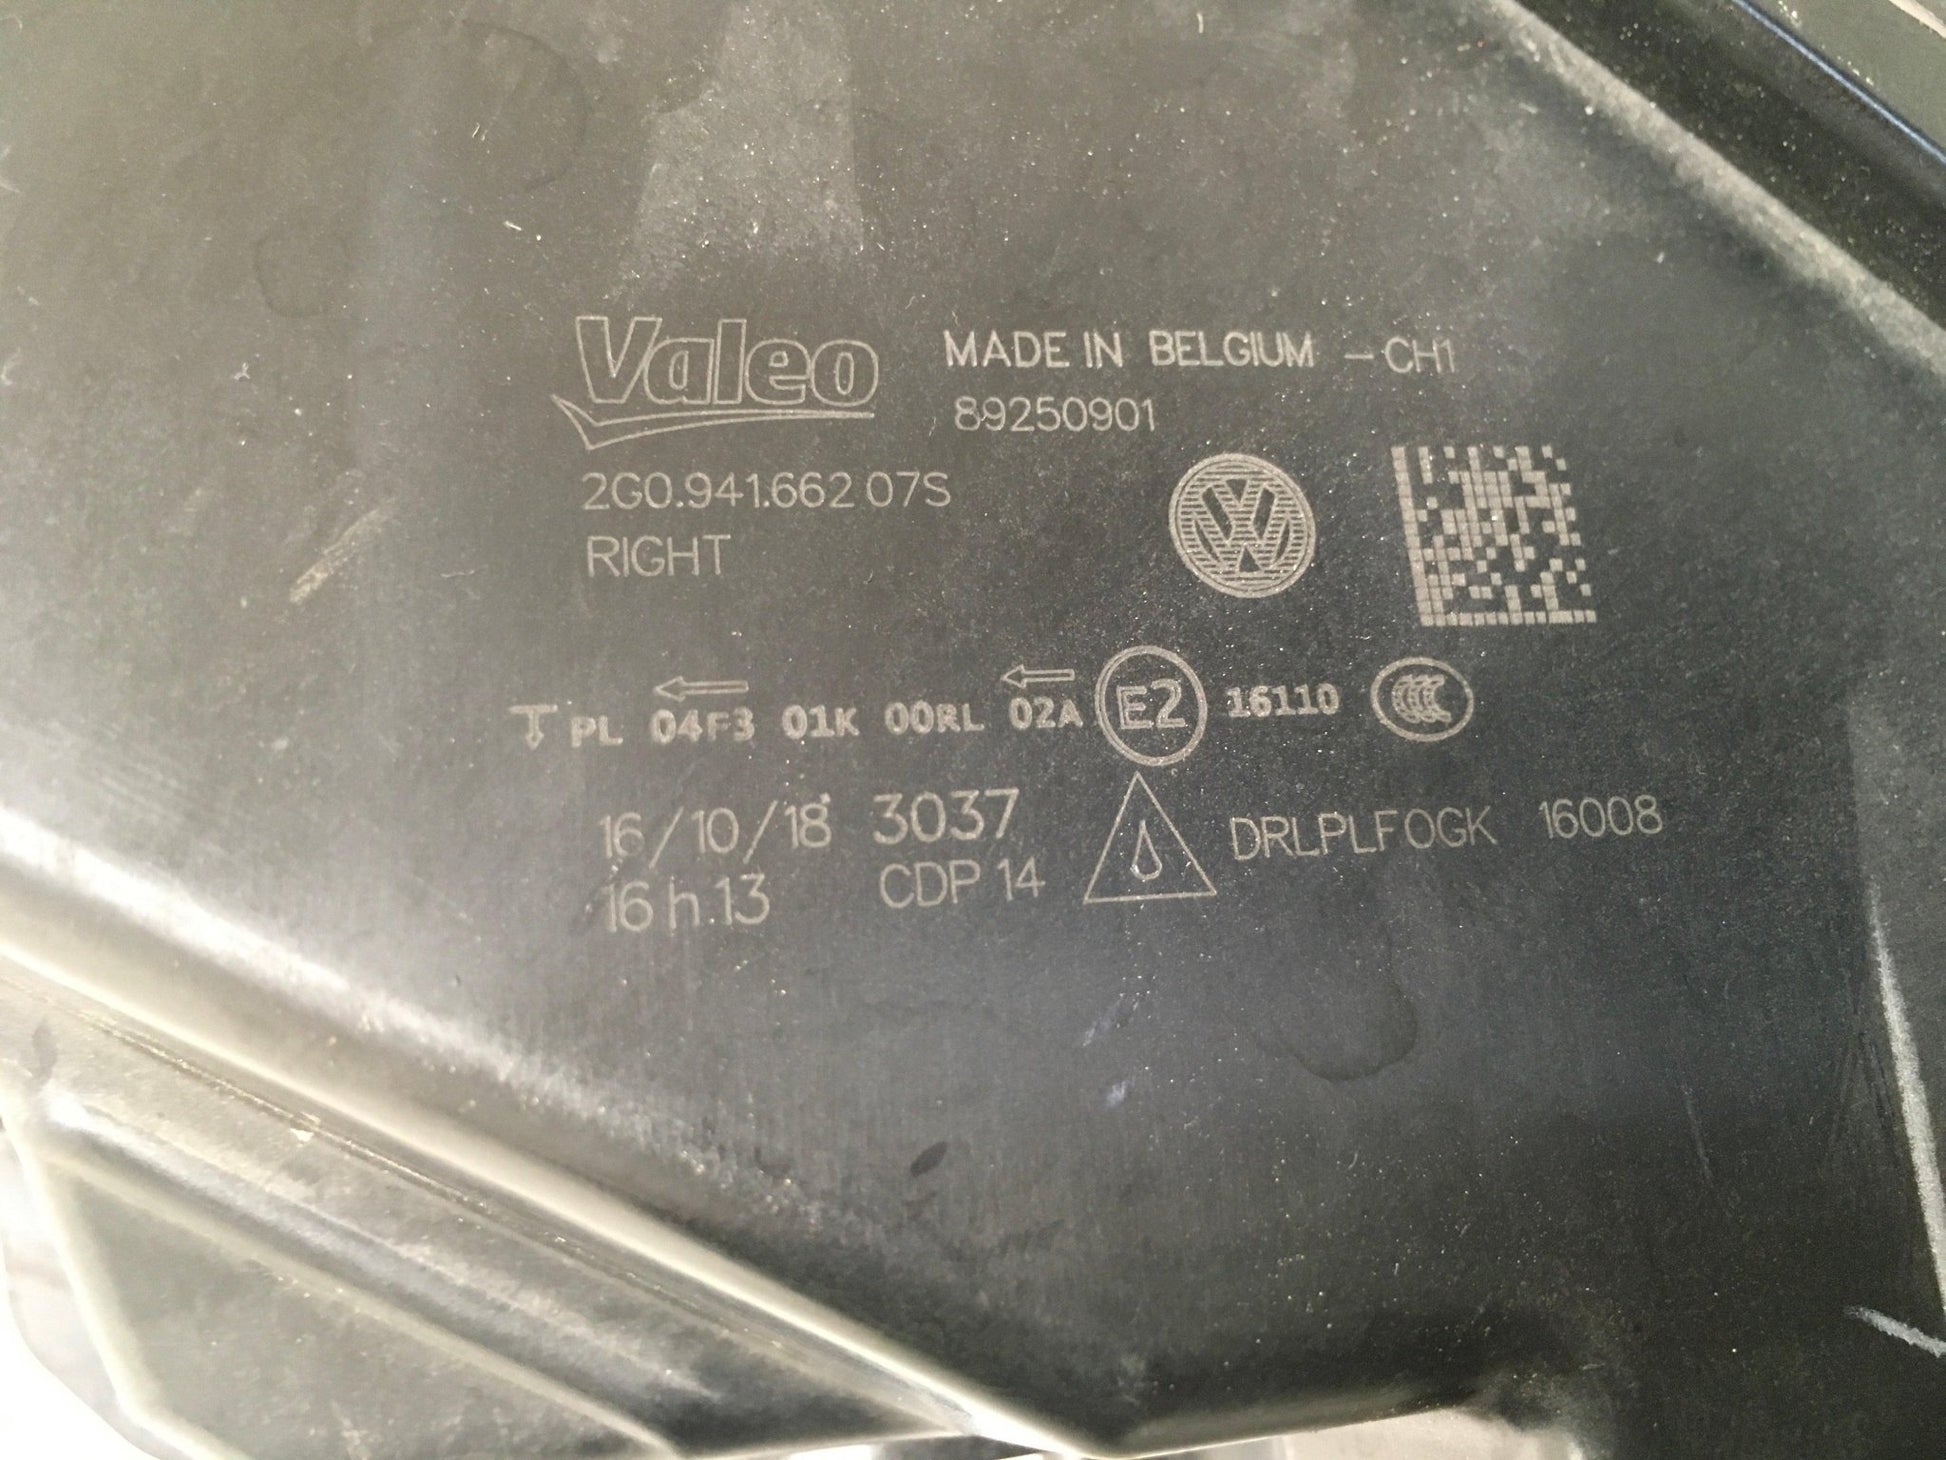 Valeo
MADE IN BELGIUM - CH1
89250901
2G0.941.662 07S
RIGHT
PL 04F3 01K 00RL 02A E2 16110 CCC
16/10/18 3037
16 h 13 CDP 14
DRLPLFOGK 16008